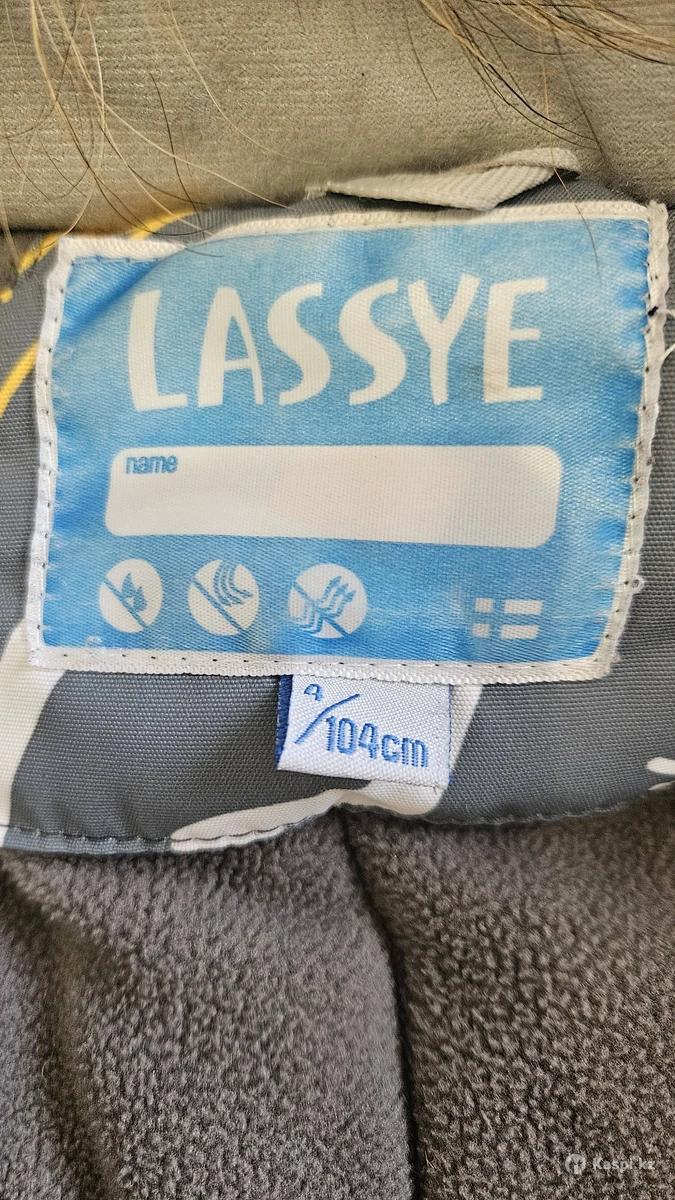 LASSYE
name
4/104cm
Kaspi.kz